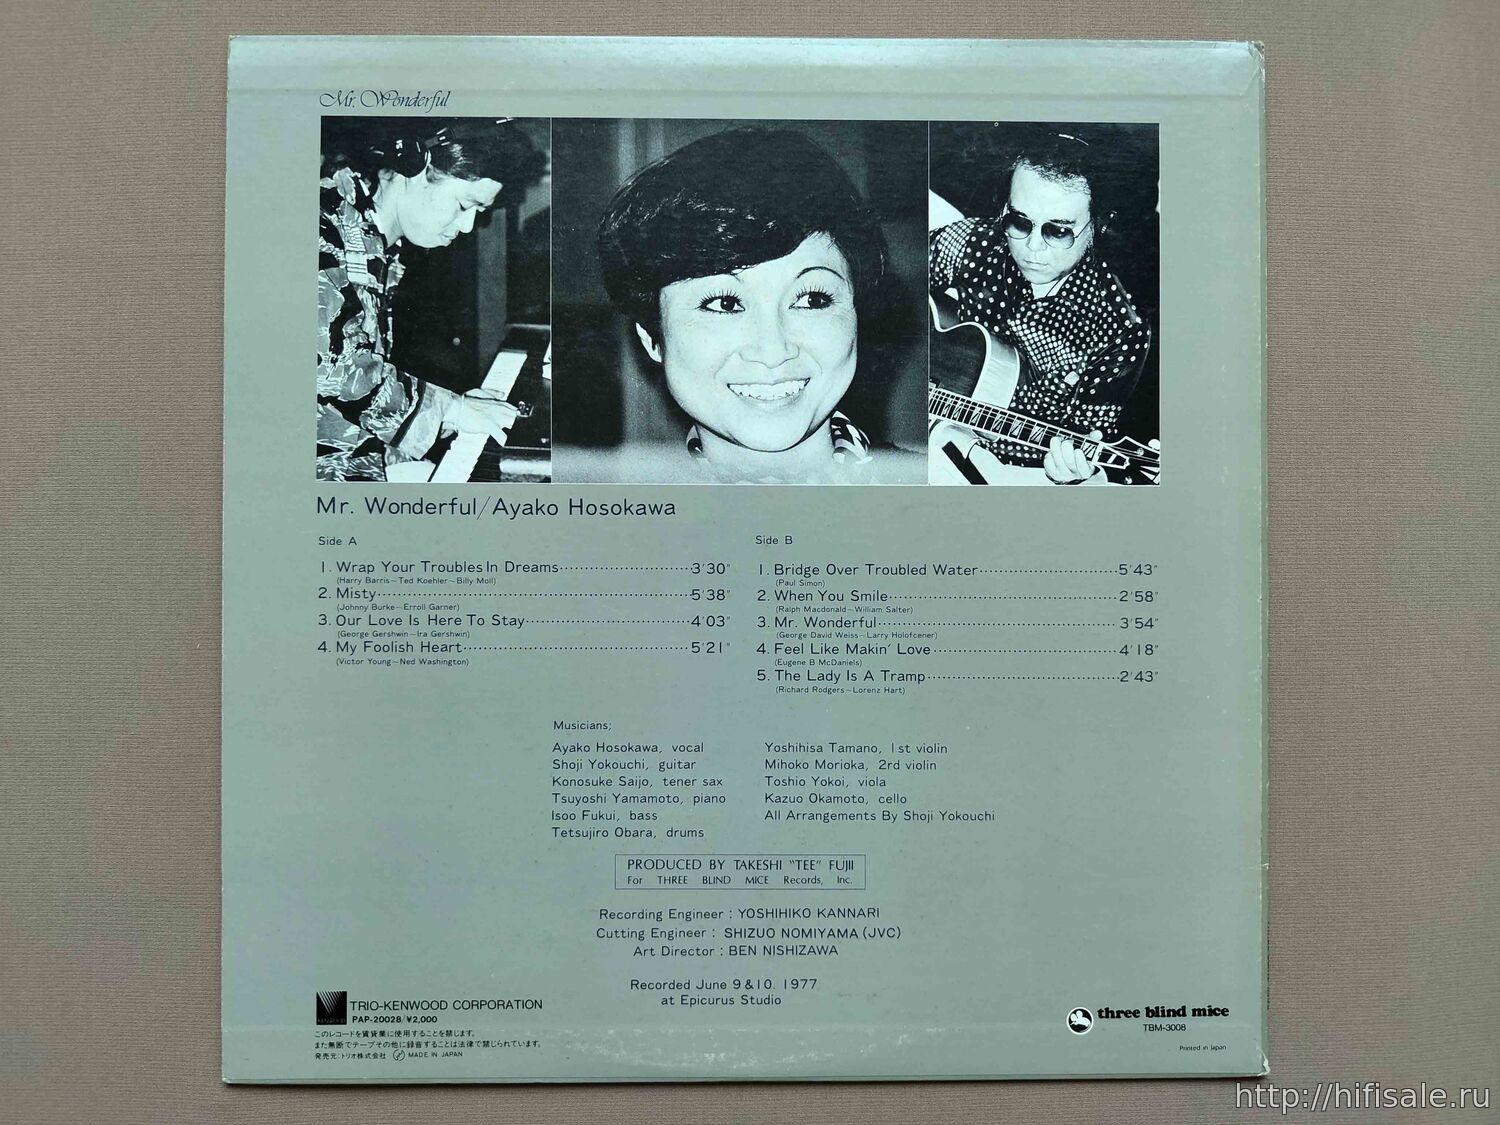 Mr. Wonderful
Mr. Wonderful/Ayako Hosokawa
Side A
1. Wrap Your Troubles In Dreams 3'30"
(Harry Barris–Ted Koehler–Billy Moll)
2. Misty 5'38"
(Johnny Burke–Erroll Garner)
3. Our Love Is Here To Stay 4'03"
(George Gershwin–Ira Gershwin)
4. My Foolish Heart 5'21"
(Victor Young–Ned Washington)
Side B
1. Bridge Over Troubled Water 5'43"
(Paul Simon)
2. When You Smile 2'58"
(Ralph Macdonald–William Salter)
3. Mr. Wonderful 3'54"
(George David Weiss–Larry Holofcener)
4. Feel Like Makin' Love 4'18"
(Eugene B McDaniels)
5. The Lady Is A Tramp 2'43"
(Richard Rodgers–Lorenz Hart)
Musicians;
Ayako Hosokawa, vocal
Shoji Yokouchi, guitar
Konosuke Saijo, tener sax
Tsuyoshi Yamamoto, piano
Isoo Fukui, bass
Tetsujiro Obara, drums
Yoshihisa Tamano, 1st violin
Mihoko Morioka, 2rd violin
Toshio Yokoi, viola
Kazuo Okamoto, cello
All Arrangements By Shoji Yokouchi
PRODUCED BY TAKESHI "TEE" FUJII
For THREE BLIND MICE Records, Inc.
Recording Engineer : YOSHIHIKO KANNARI
Cutting Engineer : SHIZUO NOMIYAMA (JVC)
Art Director : BEN NISHIZAWA
Recorded June 9 & 10. 1977
at Epicurus Studio
KENWOOD
TRIO-KENWOOD CORPORATION
PAP-20028/¥2,000
このレコードを賃貸業に使用することを禁じます。
また無断でテープその他に録音することは法律で禁じられています。
発売元:トリオ株式会社 MADE IN JAPAN
three blind mice
TBM-3008
Printed in Japan
http://hifisale.ru